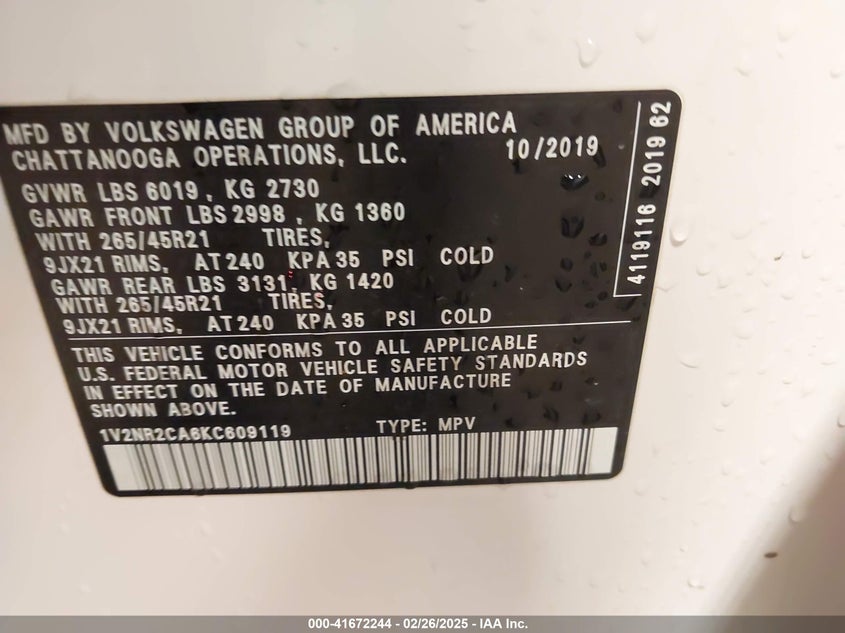 MFD BY VOLKSWAGEN GROUP OF AMERICA
CHATTANOOGA OPERATIONS, LLC. 10/2019
GVWR LBS 6019 , KG 2730
GAWR FRONT LBS 2998 , KG 1360
WITH 265/45R21 TIRES,
9JX21 RIMS, AT 240 KPA 35 PSI COLD
GAWR REAR LBS 3131, KG 1420
WITH 265/45R21 TIRES,
9JX21 RIMS, AT 240 KPA 35 PSI COLD
THIS VEHICLE CONFORMS TO ALL APPLICABLE
U.S. FEDERAL MOTOR VEHICLE SAFETY STANDARDS
IN EFFECT ON THE DATE OF MANUFACTURE
SHOWN ABOVE.
1V2NR2CA6KC609119 TYPE: MPV
4119116 2019 62
000-41672244 - 02/26/2025 - IAA Inc.